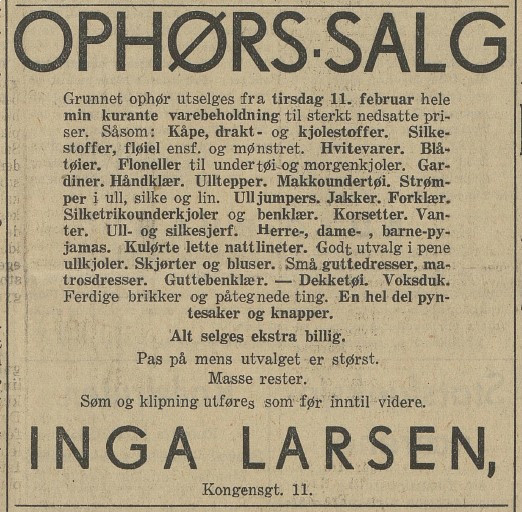 OPHØRS-SALG
Grunnet ophør utselges fra tirsdag 11. februar hele
min kurante varebeholdning til sterkt nedsatte pri-
ser. Såsom: Kåpe, drakt- og kjolestoffer. Silke-
stoffer, fløiel ensf. og mønstret. Hvitevarer. Blå-
tøier. Floneller til undertøi og morgenkjoler. Gar-
diner. Håndklær. Ulltepper. Makkoundertøi. Strøm-
per i ull, silke og lin. Ulljumpers. Jakker. Forklær.
Silketrikounderkjoler og benklær. Korsetter. Van-
ter. Ull- og silkesjerf. Herre-, dame- , barne-py-
jamas. Kulørte lette nattlineter. Godt utvalg i pene
ullkjoler. Skjørter og bluser. Små guttedresser, ma-
trosdresser. Guttebenklær. — Dekketøi. Voksduk.
Ferdige brikker og påtegnede ting. En hel del pyn-
tesaker og knapper.
Alt selges ekstra billig.
Pas på mens utvalget er størst.
Masse rester.
Søm og klipning utføres som før inntil videre.
INGA LARSEN,
Kongensgt. 11.